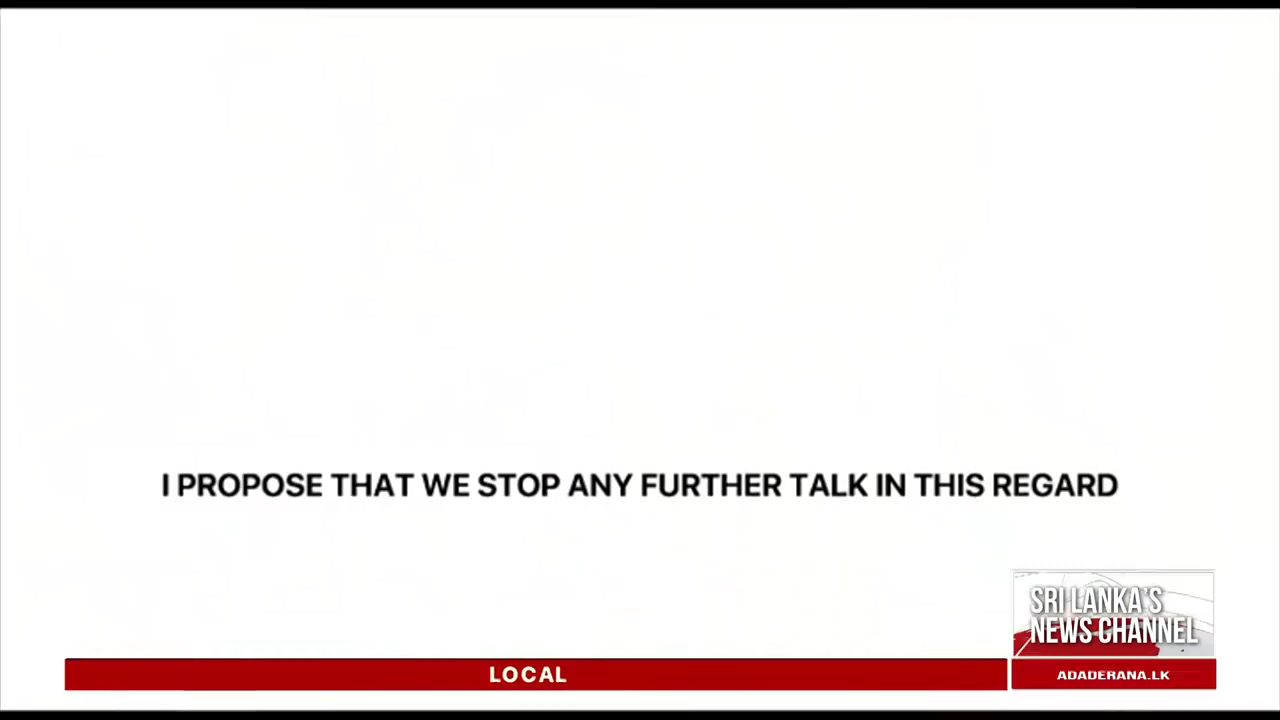 I PROPOSE THAT WE STOP ANY FURTHER TALK IN THIS REGARD
SRI LANKA'S
NEWS CHANNEL
LOCAL
ADADERANA.LK